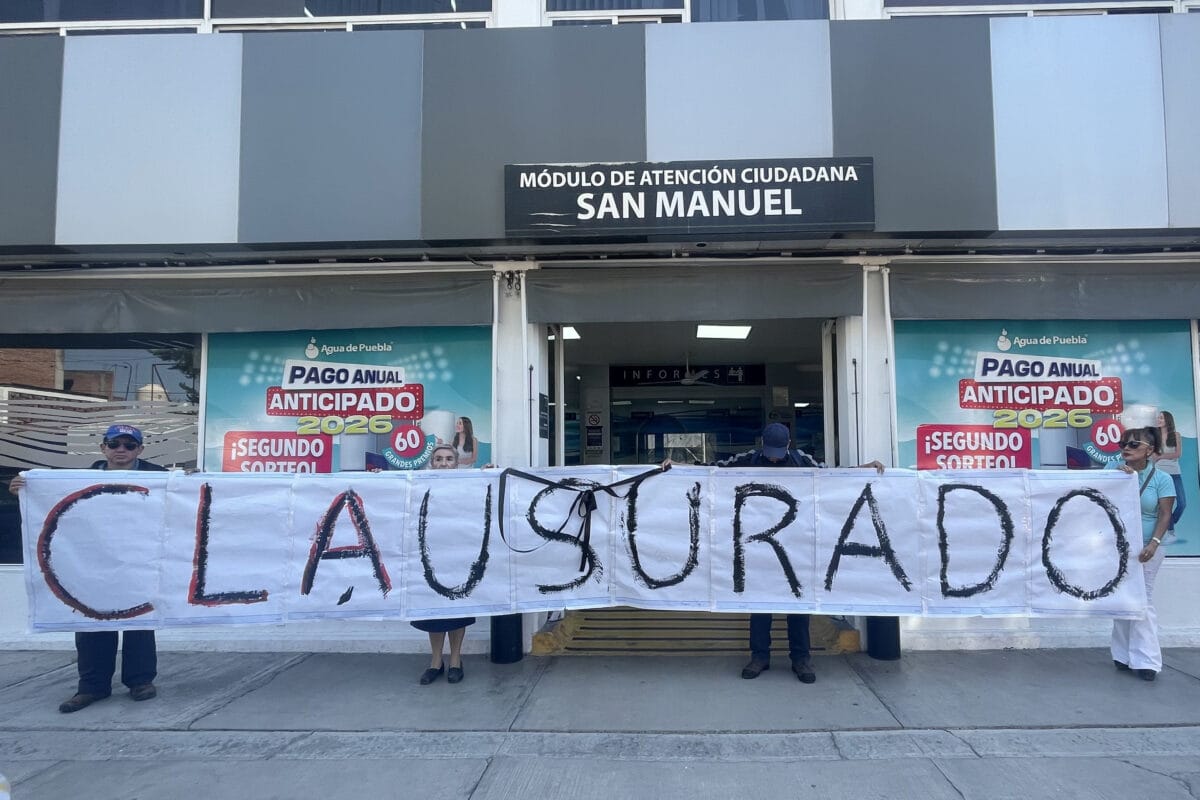 MÓDULO DE ATENCIÓN CIUDADANA
SAN MANUEL
Agua de Puebla
PAGO ANUAL
ANTICIPADO
2026
¡SEGUNDO
SORTEO!
60
GRANDES PREMIOS
INFORMES
Agua de Puebla
PAGO ANUAL
ANTICIPADO
2026
¡SEGUNDO
SORTEO!
60
GRANDES
CLAUSURADO